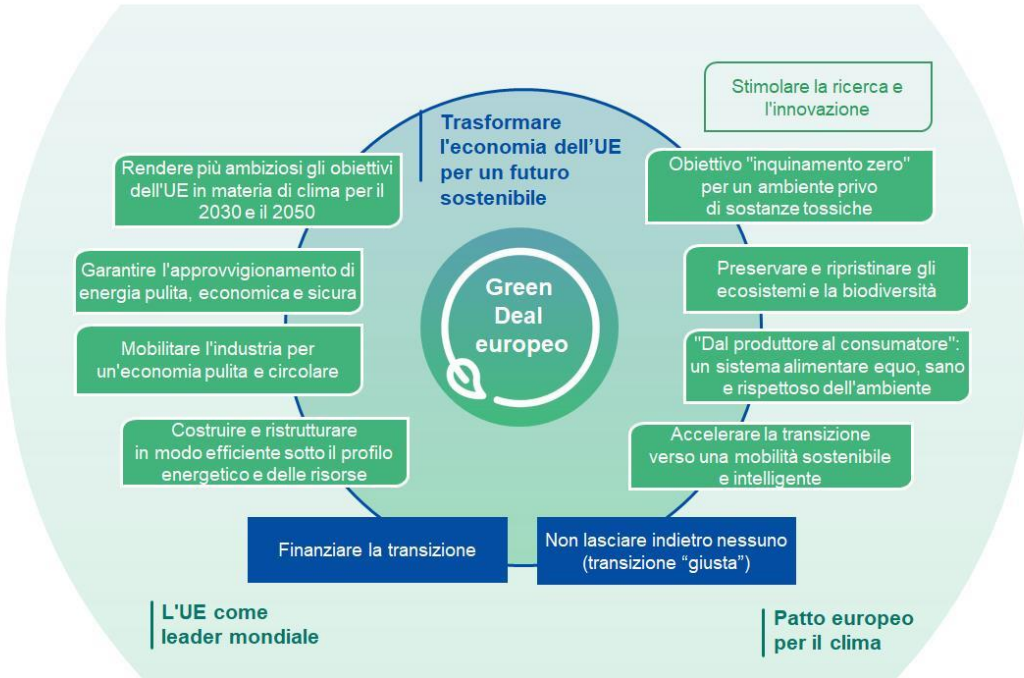 Stimolare la ricerca e
l'innovazione
Trasformare
l'economia dell'UE
per un futuro
sostenibile
Rendere più ambiziosi gli obiettivi
dell'UE in materia di clima per il
2030 e il 2050
Obiettivo "inquinamento zero"
per un ambiente privo
di sostanze tossiche
Garantire l'approvvigionamento di
energia pulita, economica e sicura
Preservare e ripristinare gli
ecosistemi e la biodiversità
Green
Deal
europeo
Mobilitare l'industria per
un'economia pulita e circolare
"Dal produttore al consumatore":
un sistema alimentare equo, sano
e rispettoso dell'ambiente
Costruire e ristrutturare
in modo efficiente sotto il profilo
energetico e delle risorse
Accelerare la transizione
verso una mobilità sostenibile
e intelligente
Finanziare la transizione
Non lasciare indietro nessuno
(transizione “giusta”)
L'UE come
leader mondiale
Patto europeo
per il clima